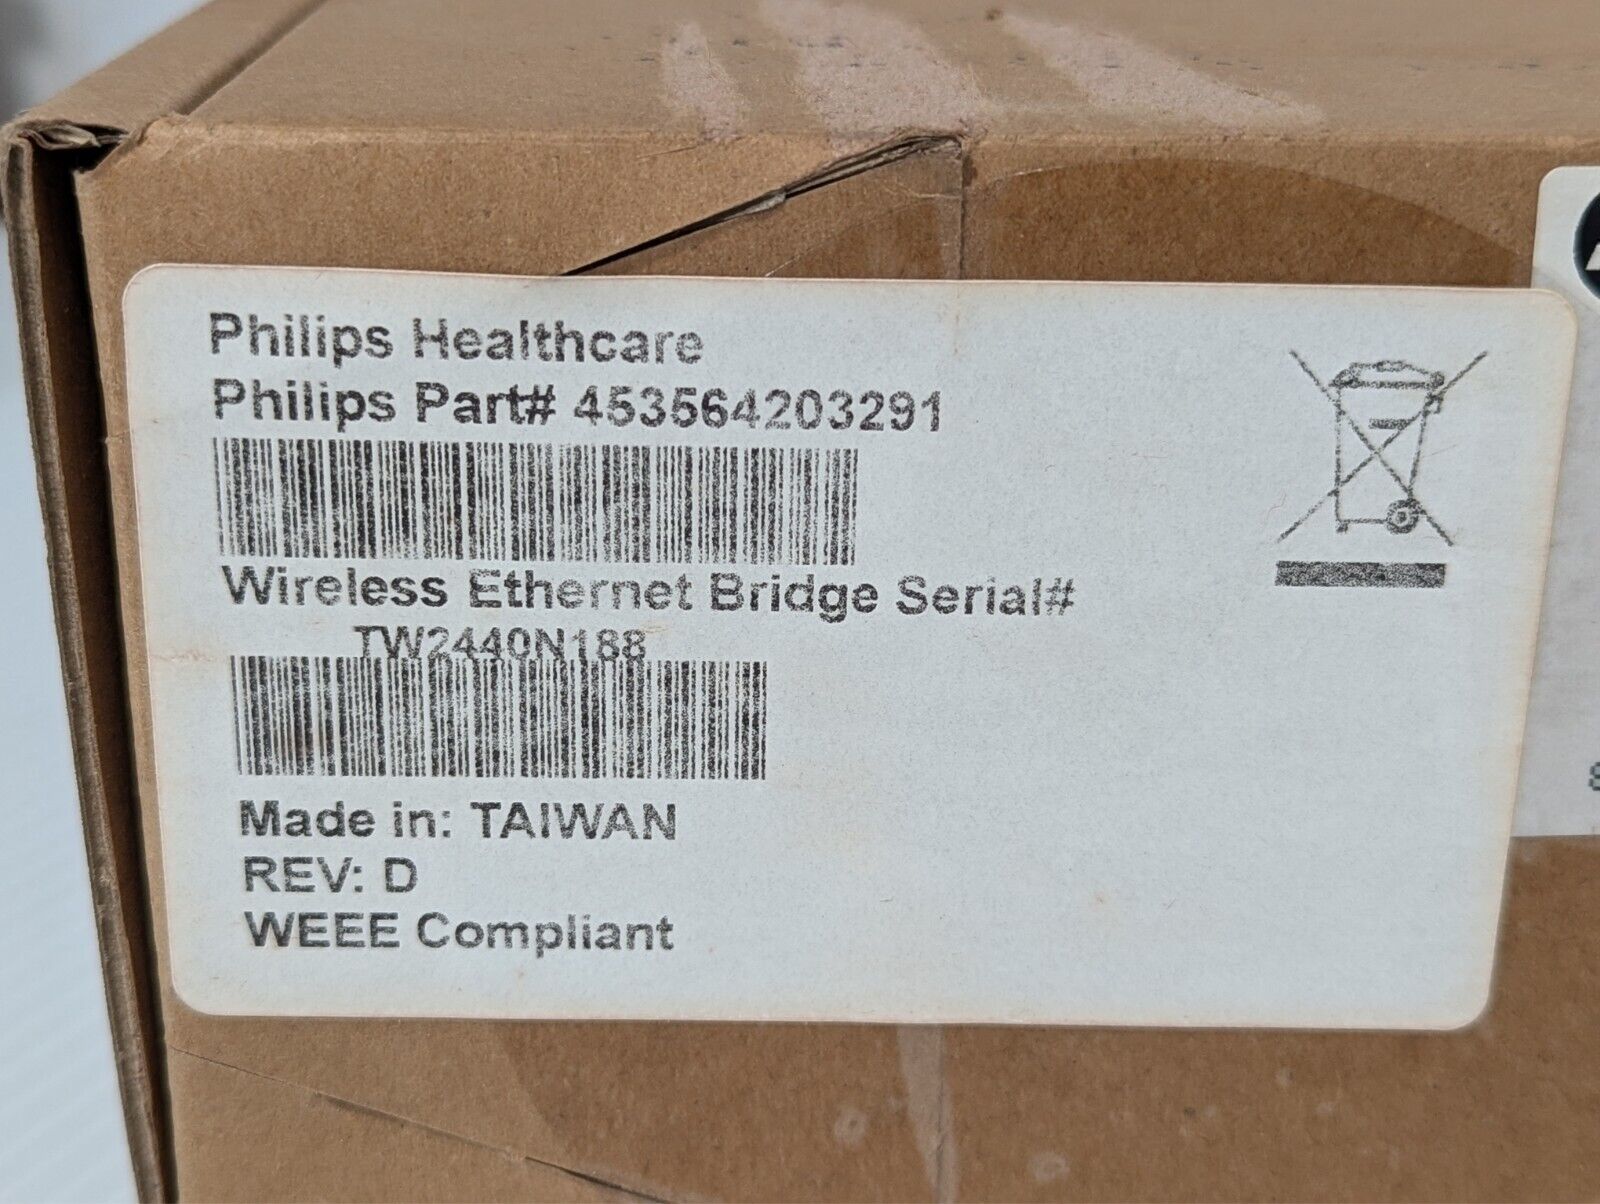 Philips Healthcare
Philips Part# 453564203291
Wireless Ethernet Bridge Serial#
TW2440N188
Made in: TAIWAN
REV: D
WEEE Compliant